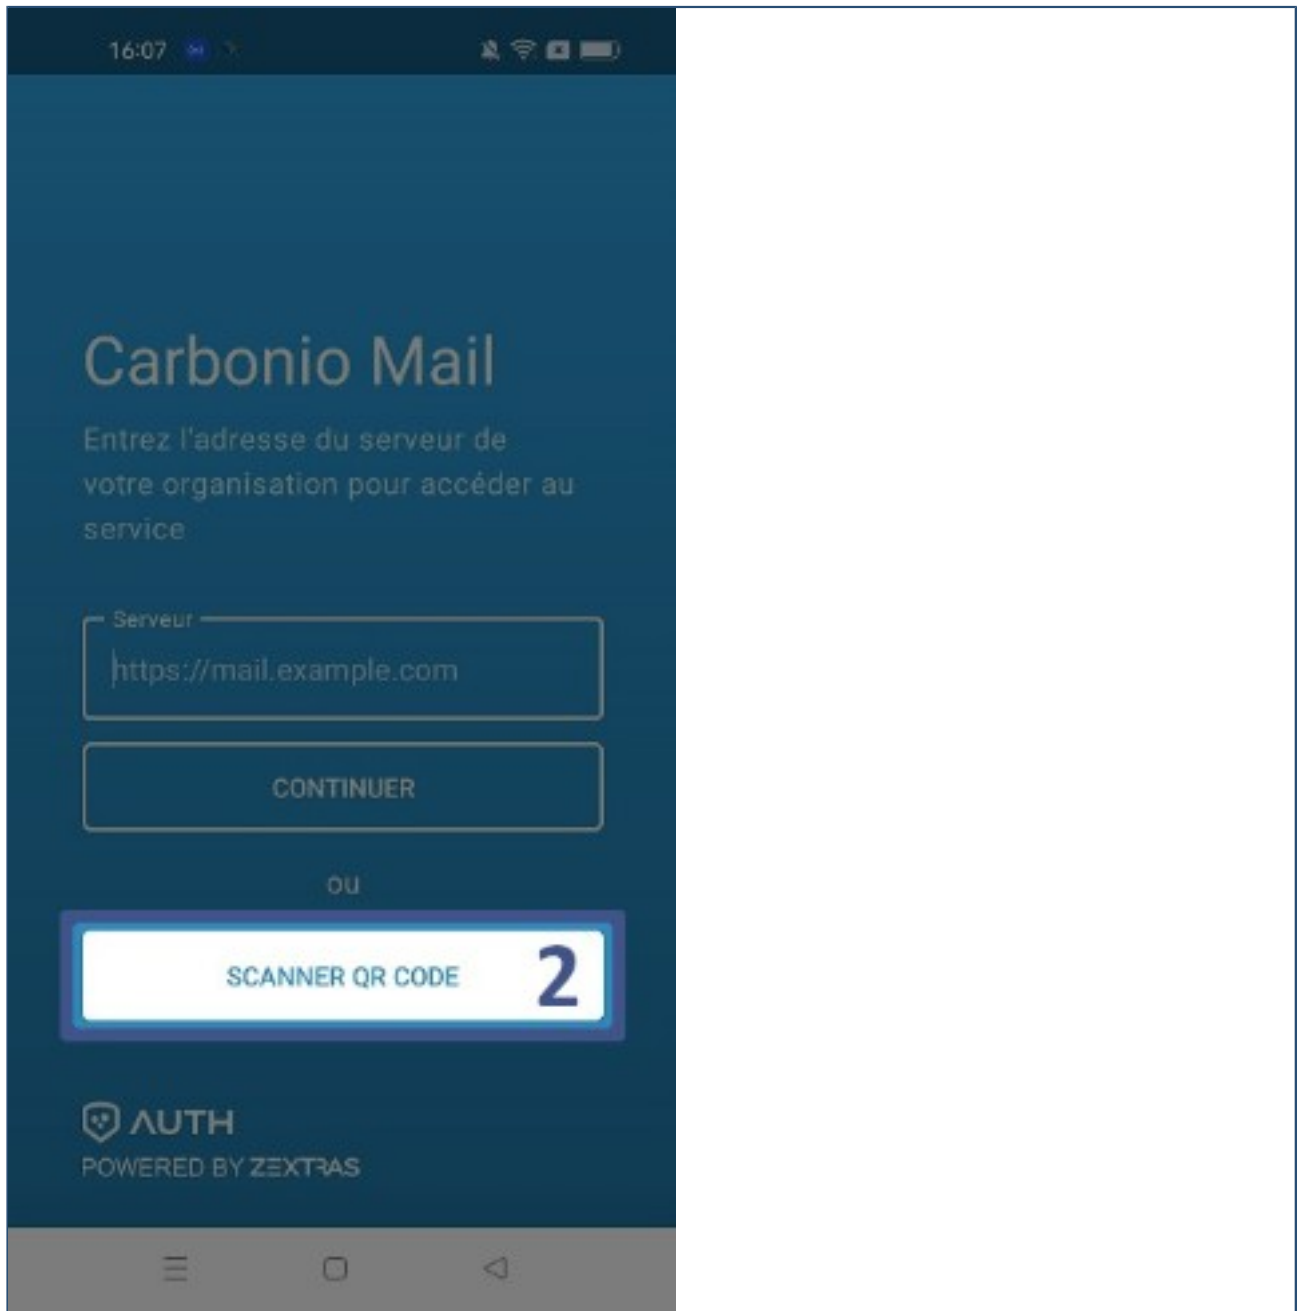 16:07
Carbonio Mail
Entrez l'adresse du serveur de
votre organisation pour accéder au
service
Serveur
https://mail.example.com
CONTINUER
ou
SCANNER QR CODE 2
AUTH
POWERED BY ZEXTRAS